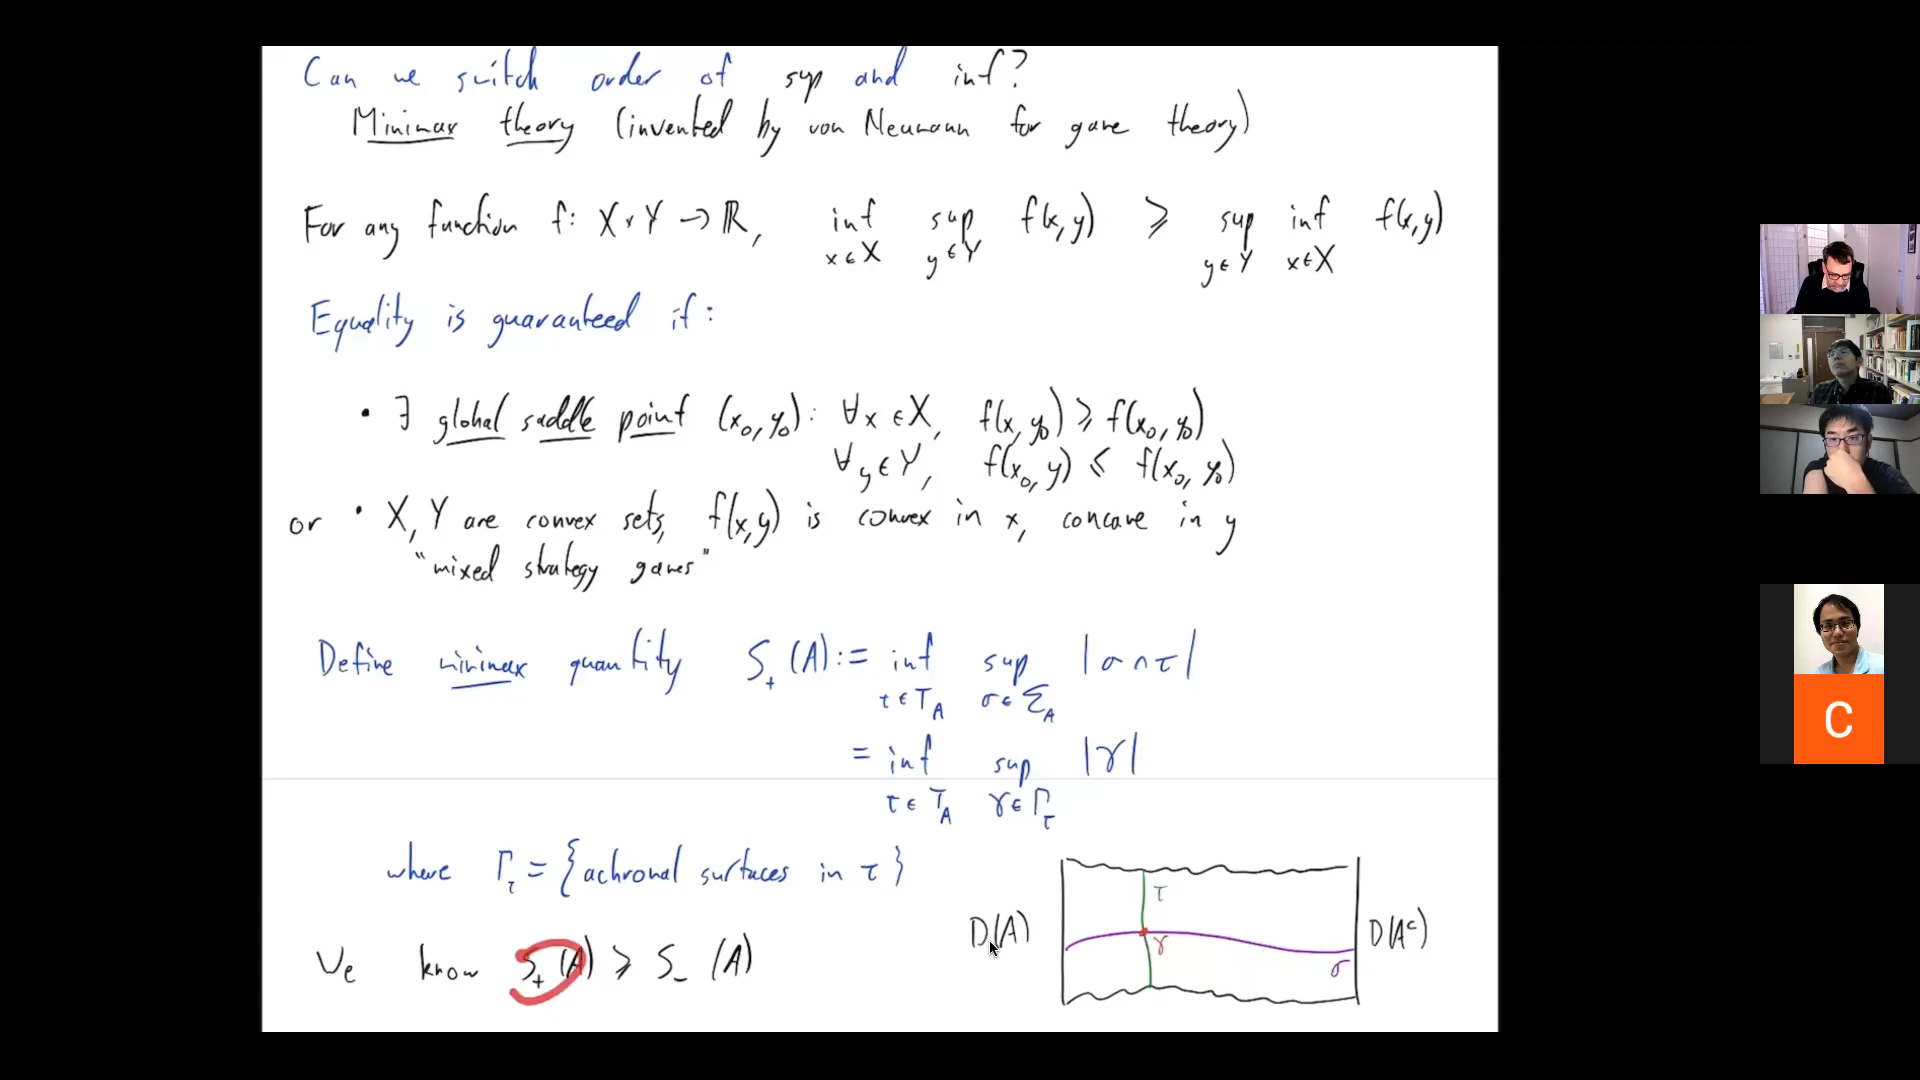 Can we switch order of sup and inf?
Minimax theory (invented by von Neumann for game theory)
For any function f: X × Y → ℝ, inf sup f(x,y) ≥ sup inf f(x,y)
x∈X y∈Y y∈Y x∈X
Equality is guaranteed if:
• ∃ global saddle point (x₀, y₀): ∀x ∈ X, f(x, y₀) ≥ f(x₀, y₀)
∀y ∈ Y, f(x₀, y) ≤ f(x₀, y₀)
or • X, Y are convex sets, f(x,y) is convex in x, concave in y
"mixed strategy games"
Define minimax quantity S₊(A) := inf sup |σ ∩ τ|
τ ∈ T_A σ ∈ Σ_A
= inf sup |γ|
τ ∈ T_A γ ∈ Γ_τ
where Γ_τ = {achronal surfaces in τ}
We know S₊(A) ≥ S₋(A)
τ
D(A) γ D(Aᶜ)
σ
C